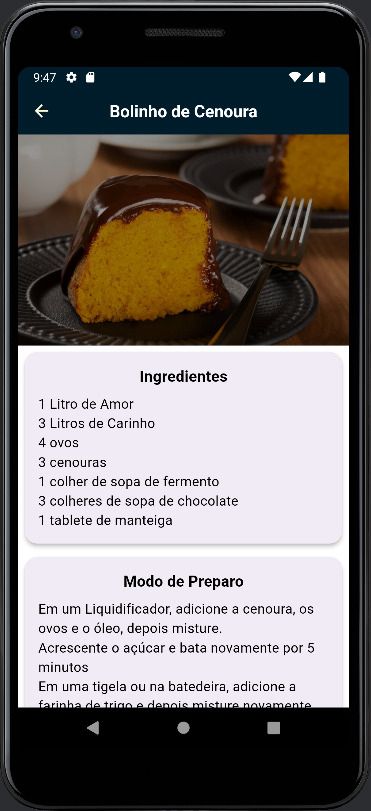 9:47
Bolinho de Cenoura
Ingredientes
1 Litro de Amor
3 Litros de Carinho
4 ovos
3 cenouras
1 colher de sopa de fermento
3 colheres de sopa de chocolate
1 tablete de manteiga
Modo de Preparo
Em um Liquidificador, adicione a cenoura, os
ovos e o óleo, depois misture.
Acrescente o açúcar e bata novamente por 5
minutos
Em uma tigela ou na batedeira, adicione a
farinha de trigo e depois misture novamente